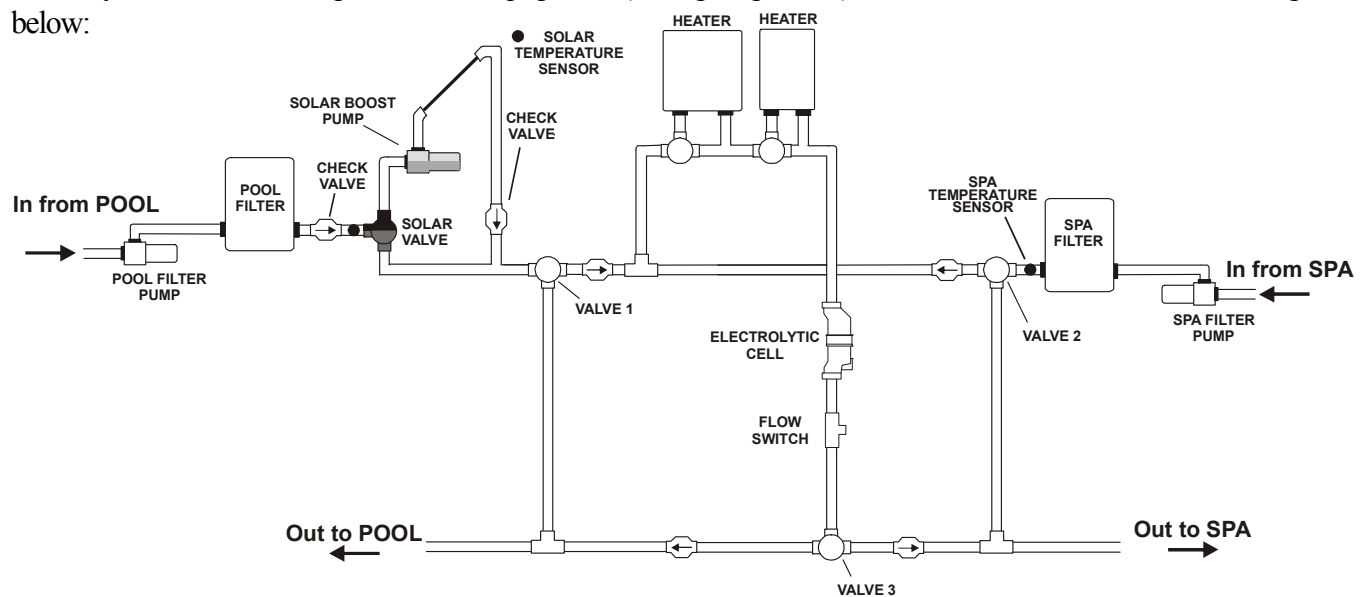 below:
HEATER
HEATER
SOLAR
TEMPERATURE
SENSOR
SOLAR BOOST
PUMP
CHECK
VALVE
CHECK
VALVE
POOL
FILTER
In from POOL
SOLAR
VALVE
POOL FILTER
PUMP
SPA
TEMPERATURE
SENSOR
SPA
FILTER
In from SPA
SPA FILTER
PUMP
VALVE 1
VALVE 2
ELECTROLYTIC
CELL
FLOW
SWITCH
Out to POOL
Out to SPA
VALVE 3